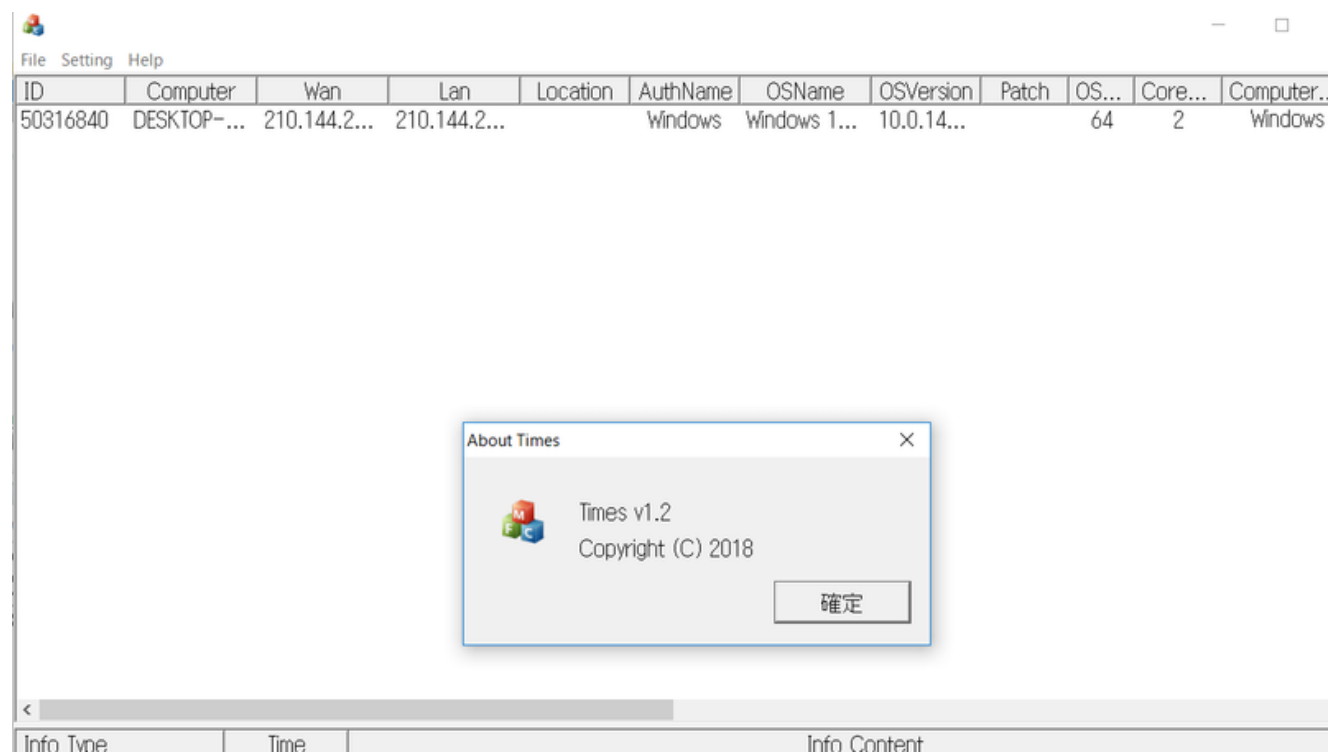 File Setting Help
ID Computer Wan Lan Location AuthName OSName OSVersion Patch OS... Core... Computer..
50316840 DESKTOP-... 210.144.2... 210.144.2... Windows Windows 1... 10.0.14... 64 2 Windows
About Times
Times v1.2
Copyright (C) 2018
確定
Info Type Time Info Content